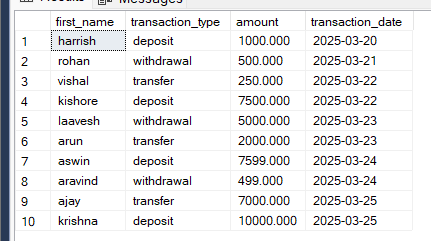 Messages
first_name transaction_type amount transaction_date
1 harrish deposit 1000.000 2025-03-20
2 rohan withdrawal 500.000 2025-03-21
3 vishal transfer 250.000 2025-03-22
4 kishore deposit 7500.000 2025-03-22
5 laavesh withdrawal 5000.000 2025-03-23
6 arun transfer 2000.000 2025-03-23
7 aswin deposit 7599.000 2025-03-24
8 aravind withdrawal 499.000 2025-03-24
9 ajay transfer 7000.000 2025-03-25
10 krishna deposit 10000.000 2025-03-25